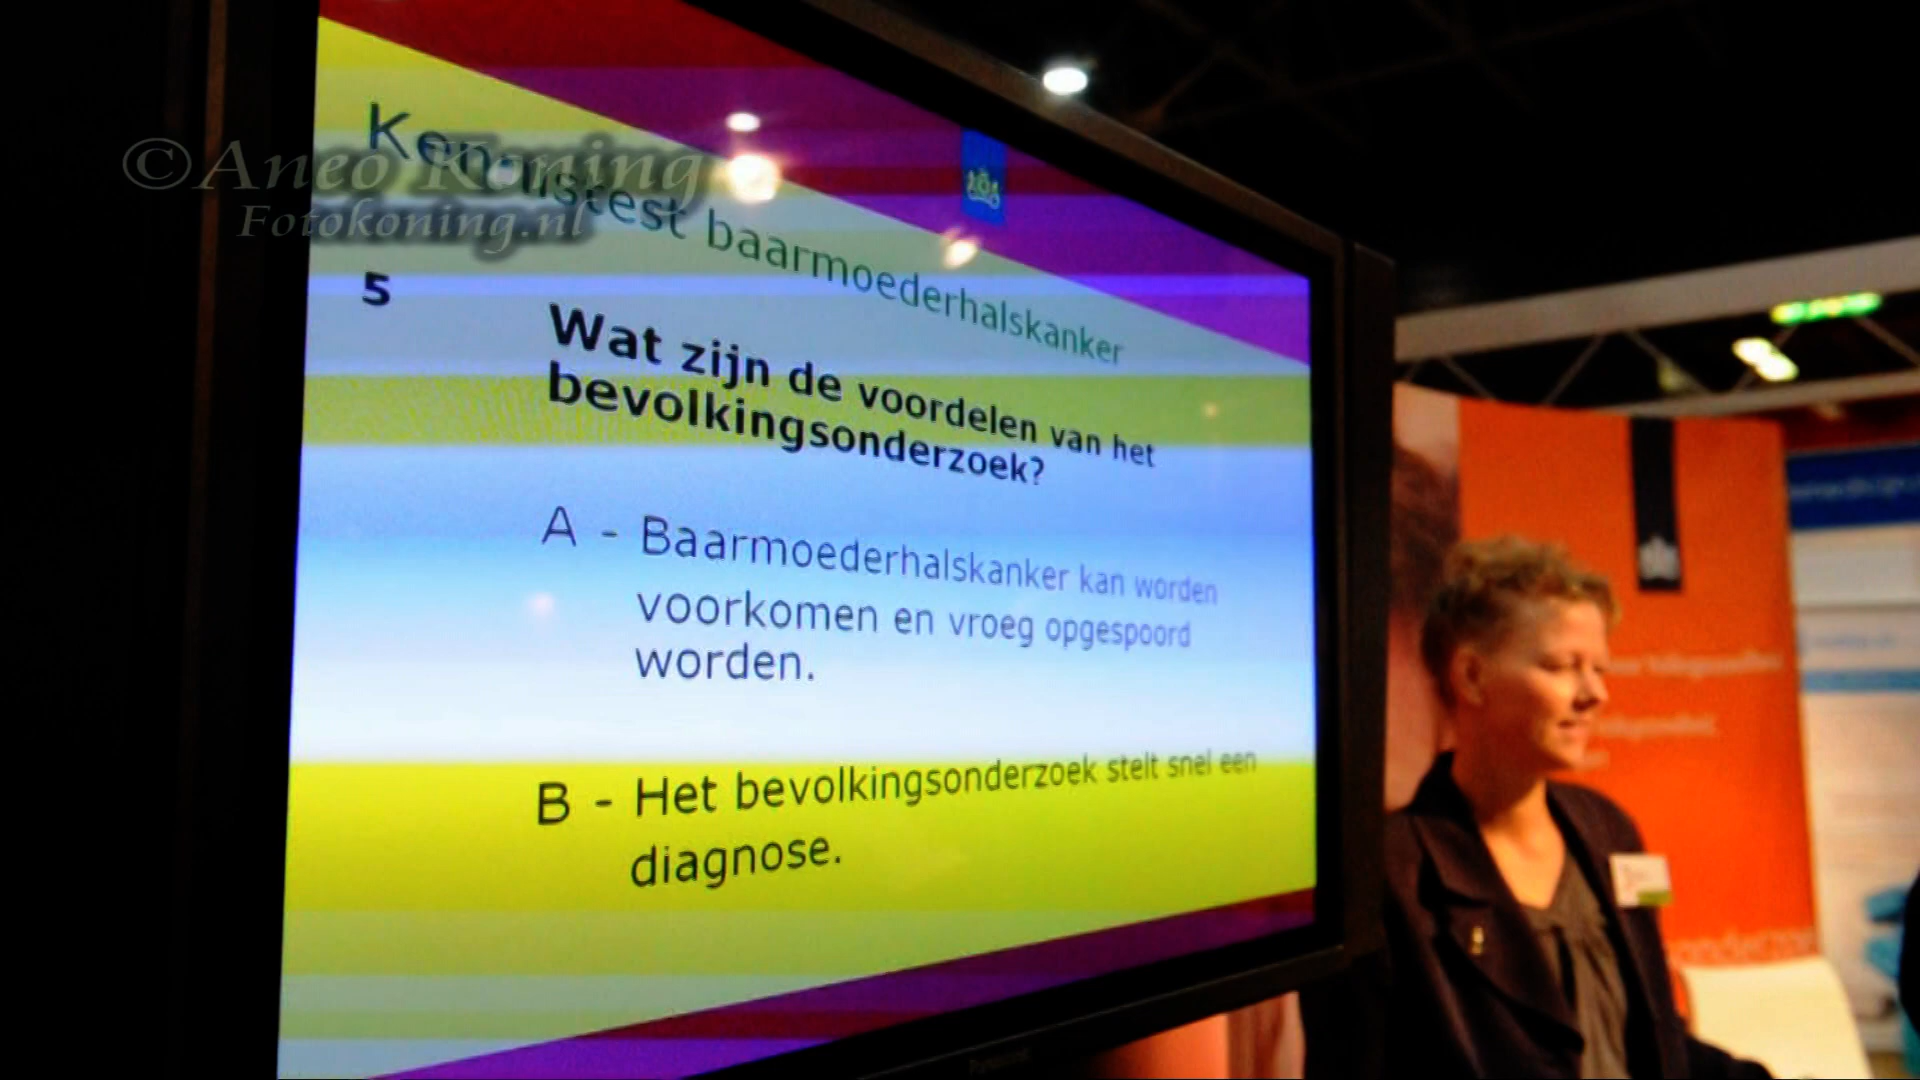 ©Aneo Koning
Fotokoning.nl
Kennistest baarmoederhalskanker
5
Wat zijn de voordelen van het
bevolkingsonderzoek?
A - Baarmoederhalskanker kan worden
voorkomen en vroeg opgespoord
worden.
B - Het bevolkingsonderzoek stelt snel een
diagnose.